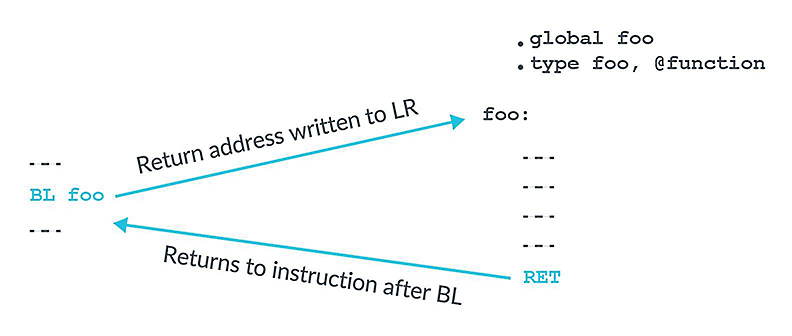 .global foo
.type foo, @function
foo:
Return address written to LR
---
---
BL foo
---
---
---
---
Returns to instruction after BL
RET